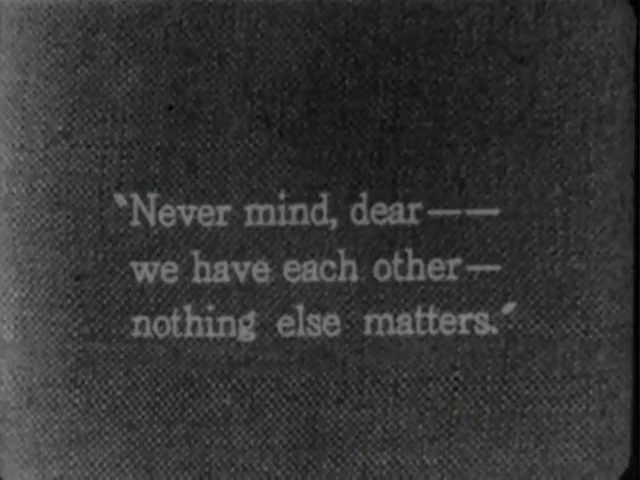 "Never mind, dear——
we have each other—
nothing else matters."